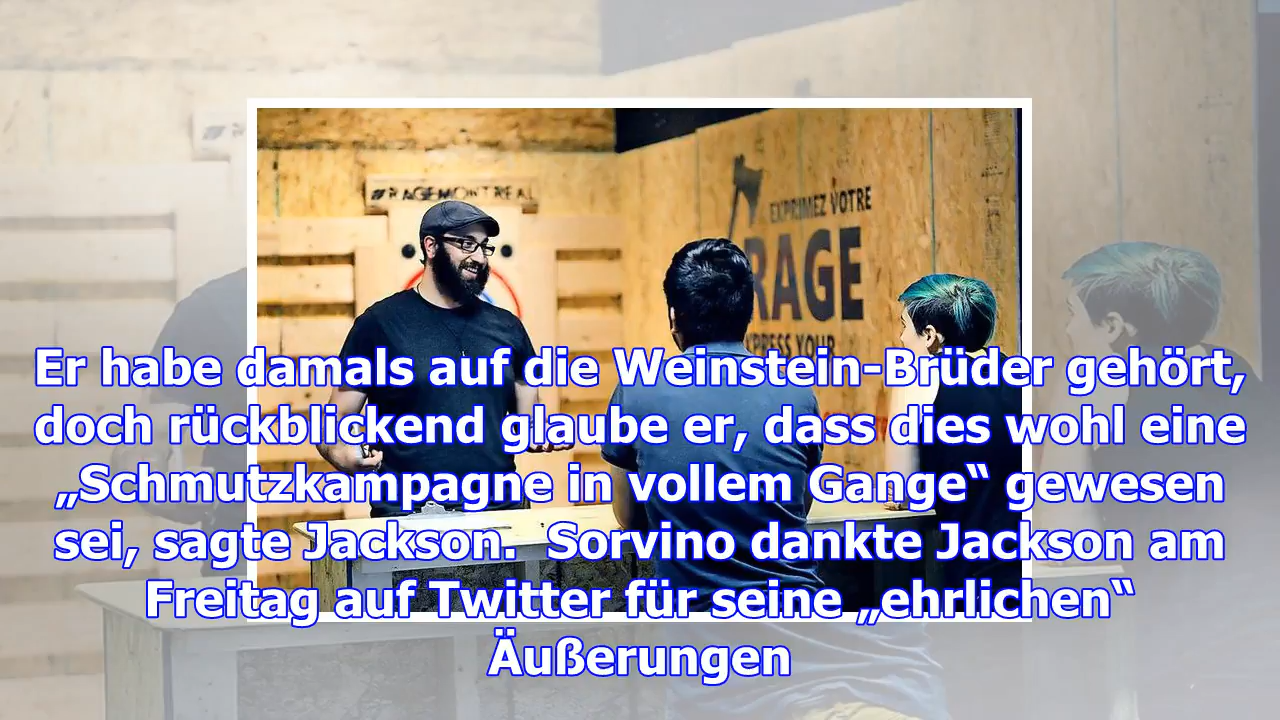 #RAGEMONTREAL
EXPRIMEZ VOTRE
RAGE
EXPRESS YOUR
Er habe damals auf die Weinstein-Brüder gehört,
doch rückblickend glaube er, dass dies wohl eine
„Schmutzkampagne in vollem Gange“ gewesen
sei, sagte Jackson.  Sorvino dankte Jackson am
Freitag auf Twitter für seine „ehrlichen“
Äußerungen